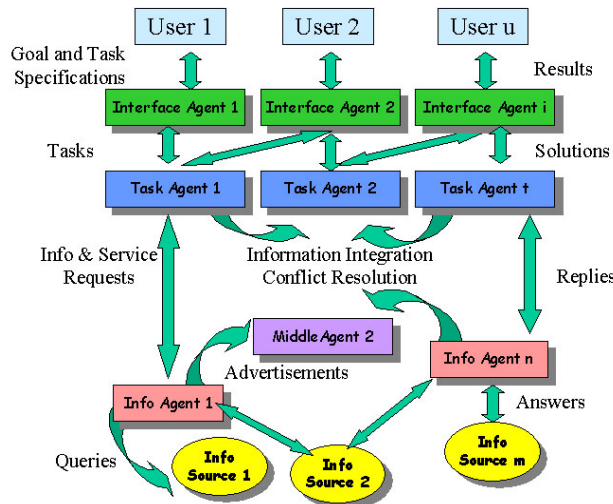 User 1
User 2
User u
Goal and Task
Specifications
Results
Interface Agent 1
Interface Agent 2
Interface Agent i
Tasks
Solutions
Task Agent 1
Task Agent 2
Task Agent t
Info & Service
Requests
Information Integration
Conflict Resolution
Replies
MiddleAgent 2
Advertisements
Info Agent n
Info Agent 1
Answers
Queries
Info
Source 1
Info
Source 2
Info
Source m